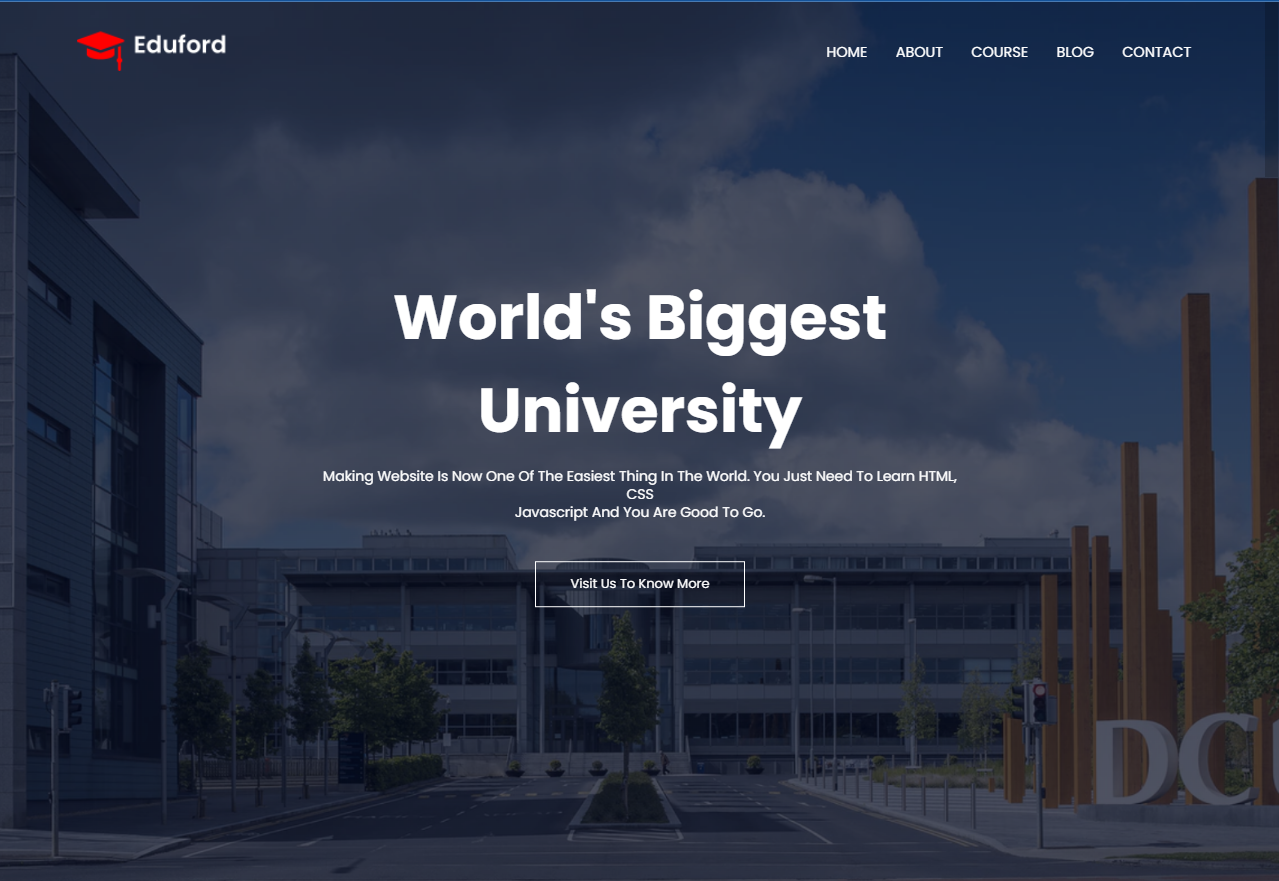 Eduford
HOME ABOUT COURSE BLOG CONTACT
World's Biggest
University
Making Website Is Now One Of The Easiest Thing In The World. You Just Need To Learn HTML,
CSS
Javascript And You Are Good To Go.
Visit Us To Know More
DC